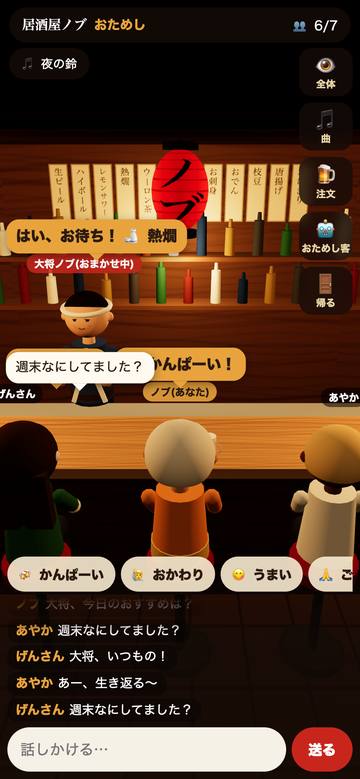 居酒屋ノブ おためし
👥 6/7
🎵 夜の鈴
全体
曲
注文
おためし客
帰る
生ビール
ハイボール
レモンサワー
熱燗
ウーロン茶
ノブ
お刺身
おでん
枝豆
唐揚げ
はい、お待ち！🍶 熱燗
大将ノブ(おまかせ中)
週末なにしてました？
かんぱーい！
ノブ(あなた)
げんさん
あやか
🍻 かんぱーい
おかわり
😋 うまい
🙏 ご
ノブ 大将、今日のおすすめは？
あやか 週末なにしてました？
げんさん 大将、いつもの！
あやか あー、生き返る〜
げんさん 週末なにしてました？
話しかける…
送る